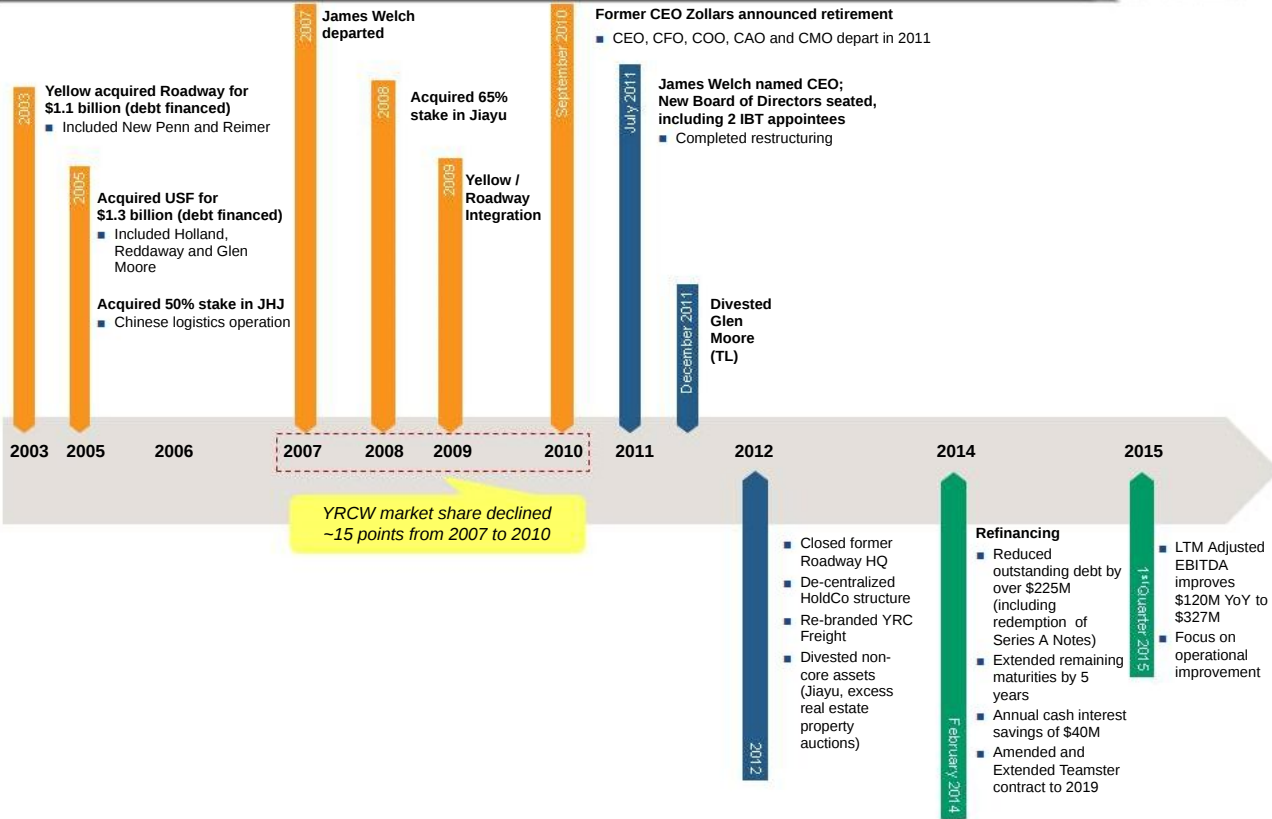 2003
Yellow acquired Roadway for
$1.1 billion (debt financed)
■ Included New Penn and Reimer
2005
Acquired USF for
$1.3 billion (debt financed)
■ Included Holland,
Reddaway and Glen
Moore
Acquired 50% stake in JHJ
■ Chinese logistics operation
2007
James Welch
departed
2008
Acquired 65%
stake in Jiayu
2009
Yellow /
Roadway
Integration
September 2010
Former CEO Zollars announced retirement
■ CEO, CFO, COO, CAO and CMO depart in 2011
July 2011
James Welch named CEO;
New Board of Directors seated,
including 2 IBT appointees
■ Completed restructuring
December 2011
Divested
Glen
Moore
(TL)
2003 2005 2006 2007 2008 2009 2010 2011 2012 2014 2015
YRCW market share declined
~15 points from 2007 to 2010
2012
■ Closed former
Roadway HQ
■ De-centralized
HoldCo structure
■ Re-branded YRC
Freight
■ Divested non-
core assets
(Jiayu, excess
real estate
property
auctions)
February 2014
Refinancing
■ Reduced
outstanding debt by
over $225M
(including
redemption of
Series A Notes)
■ Extended remaining
maturities by 5
years
■ Annual cash interest
savings of $40M
■ Amended and
Extended Teamster
contract to 2019
1st Quarter 2015
■ LTM Adjusted
EBITDA
improves
$120M YoY to
$327M
■ Focus on
operational
improvement